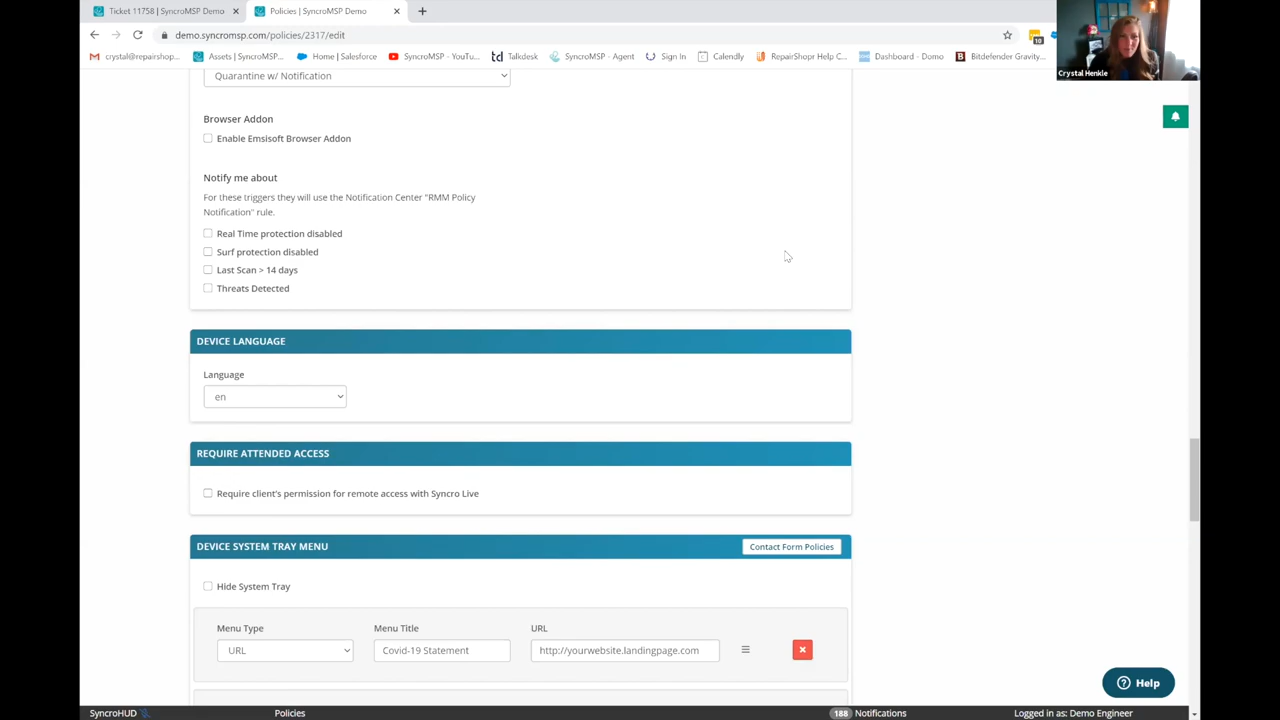 Ticket 11758 | SyncroMSP Demo
Policies | SyncroMSP Demo
demo.syncromsp.com/policies/2317/edit
10
crystal@repairshop...
Assets | SyncroMSP...
Home | Salesforce
SyncroMSP - YouTu...
Talkdesk
SyncroMSP - Agent
Sign In
Calendly
RepairShopr Help C...
Dashboard - Domo
Bitdefender Gravity...
Crystal Henkle
Quarantine w/ Notification
Browser Addon
Enable Emsisoft Browser Addon
Notify me about
For these triggers they will use the Notification Center "RMM Policy
Notification" rule.
Real Time protection disabled
Surf protection disabled
Last Scan > 14 days
Threats Detected
DEVICE LANGUAGE
Language
en
REQUIRE ATTENDED ACCESS
Require client's permission for remote access with Syncro Live
DEVICE SYSTEM TRAY MENU
Contact Form Policies
Hide System Tray
Menu Type
Menu Title
URL
URL
Covid-19 Statement
http://yourwebsite.landingpage.com
Help
SyncroHUD
Policies
188 Notifications
Logged in as: Demo Engineer